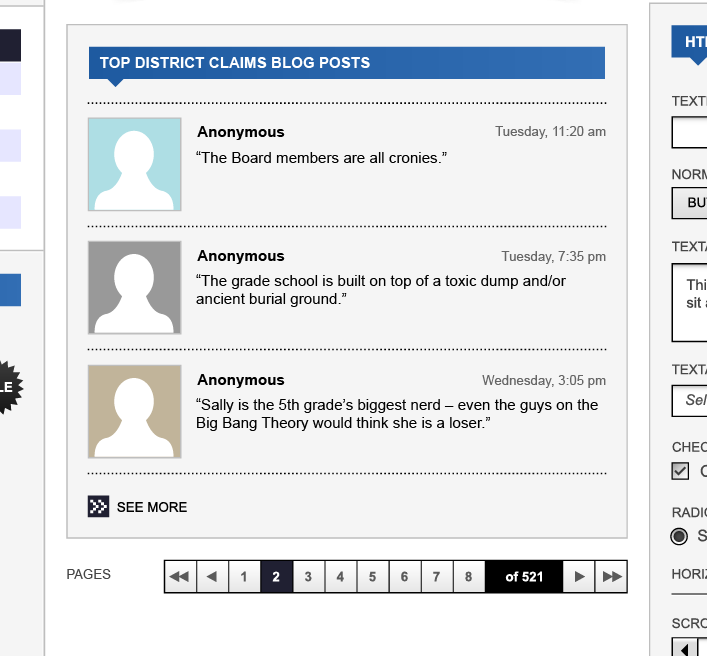 TOP DISTRICT CLAIMS BLOG POSTS
Anonymous
Tuesday, 11:20 am
“The Board members are all cronies.”
Anonymous
Tuesday, 7:35 pm
“The grade school is built on top of a toxic dump and/or
ancient burial ground.”
Anonymous
Wednesday, 3:05 pm
“Sally is the 5th grade’s biggest nerd – even the guys on the
Big Bang Theory would think she is a loser.”
SEE MORE
PAGES
1 2 3 4 5 6 7 8 of 521
LE
HT
TEXT
NORM
BU
TEXTA
Thi
sit a
TEXTA
Sel
CHEC
RADIO
S
HORIZ
SCRO